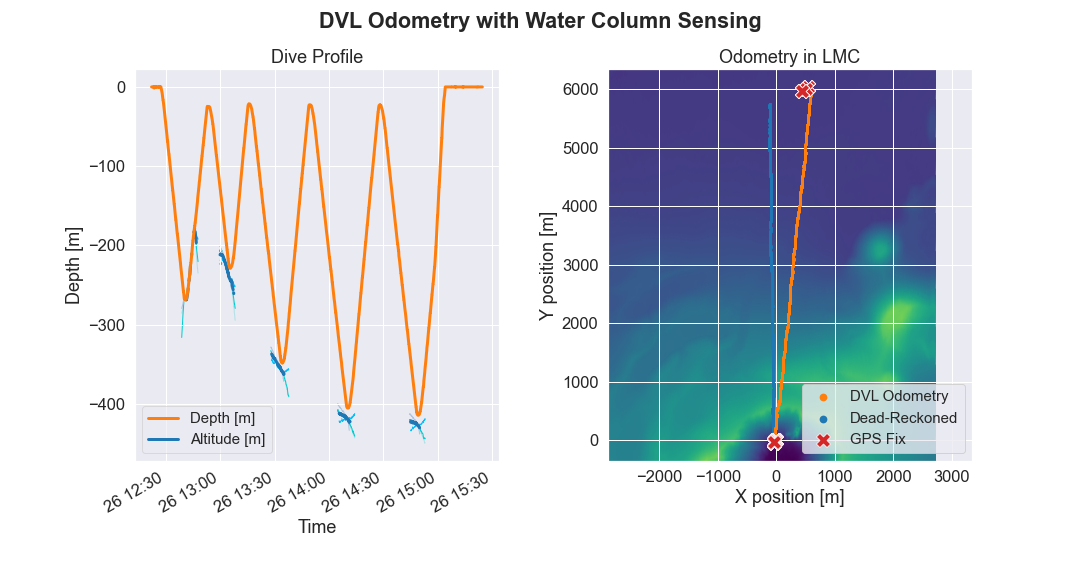 DVL Odometry with Water Column Sensing
Dive Profile
Depth [m]
0
−100
−200
−300
−400
Depth [m]
Altitude [m]
26 12:30
26 13:00
26 13:30
26 14:00
26 14:30
26 15:00
26 15:30
Time
Odometry in LMC
Y position [m]
6000
5000
4000
3000
2000
1000
0
DVL Odometry
Dead-Reckoned
GPS Fix
−2000
−1000
0
1000
2000
3000
X position [m]